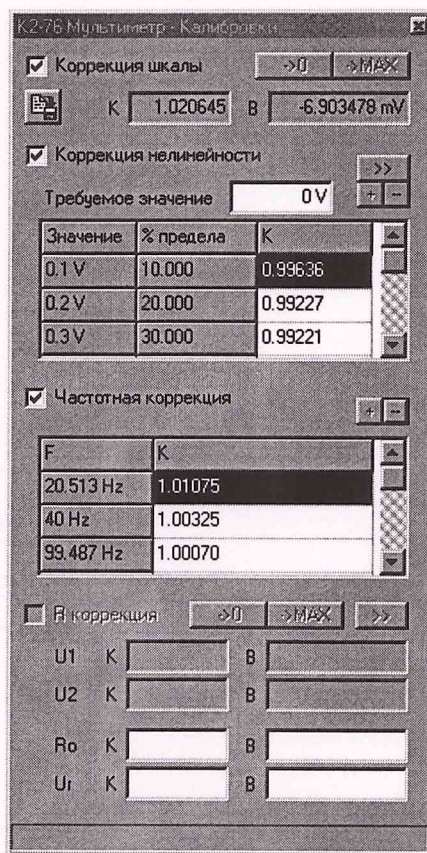 К2-76 Мультиметр - Калибровки
Коррекция шкалы ->0 ->MAX
K 1.020645 B -6.903478 mV
Коррекция нелинейности >>
Требуемое значение 0 V + -
Значение % предела K
0.1 V 10.000 0.99636
0.2 V 20.000 0.99227
0.3 V 30.000 0.99221
Частотная коррекция + -
F K
20.513 Hz 1.01075
40 Hz 1.00325
99.487 Hz 1.00070
R коррекция ->0 ->MAX >>
U1 K B
U2 K B
Ro K B
Ur K B